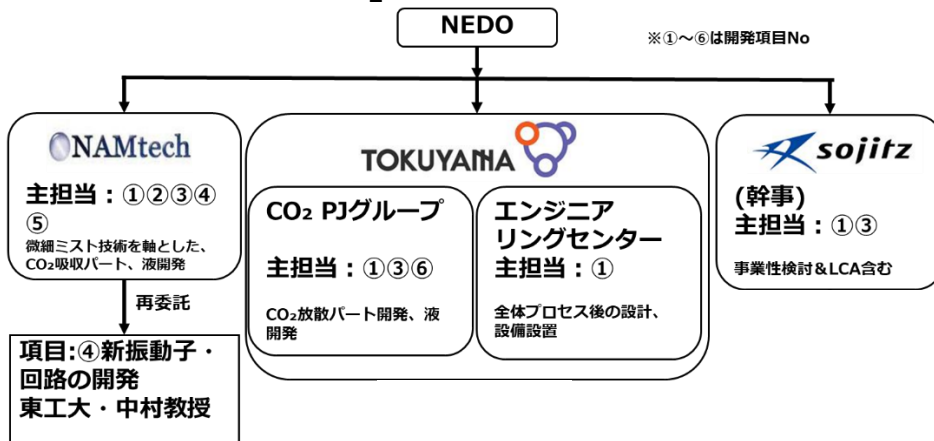 NEDO
※①～⑥は開発項目No
NAMtech
主担当：①②③④
⑤
微細ミスト技術を軸とした、
CO₂吸収パート、液開発
再委託
項目:④新振動子・
回路の開発
東工大・中村教授
TOKUYAMA
CO₂ PJグループ
主担当：①③⑥
CO₂放散パート開発、液
開発
エンジニア
リングセンター
主担当：①
全体プロセス後の設計、
設備設置
sojitz
(幹事)
主担当：①③
事業性検討&LCA含む